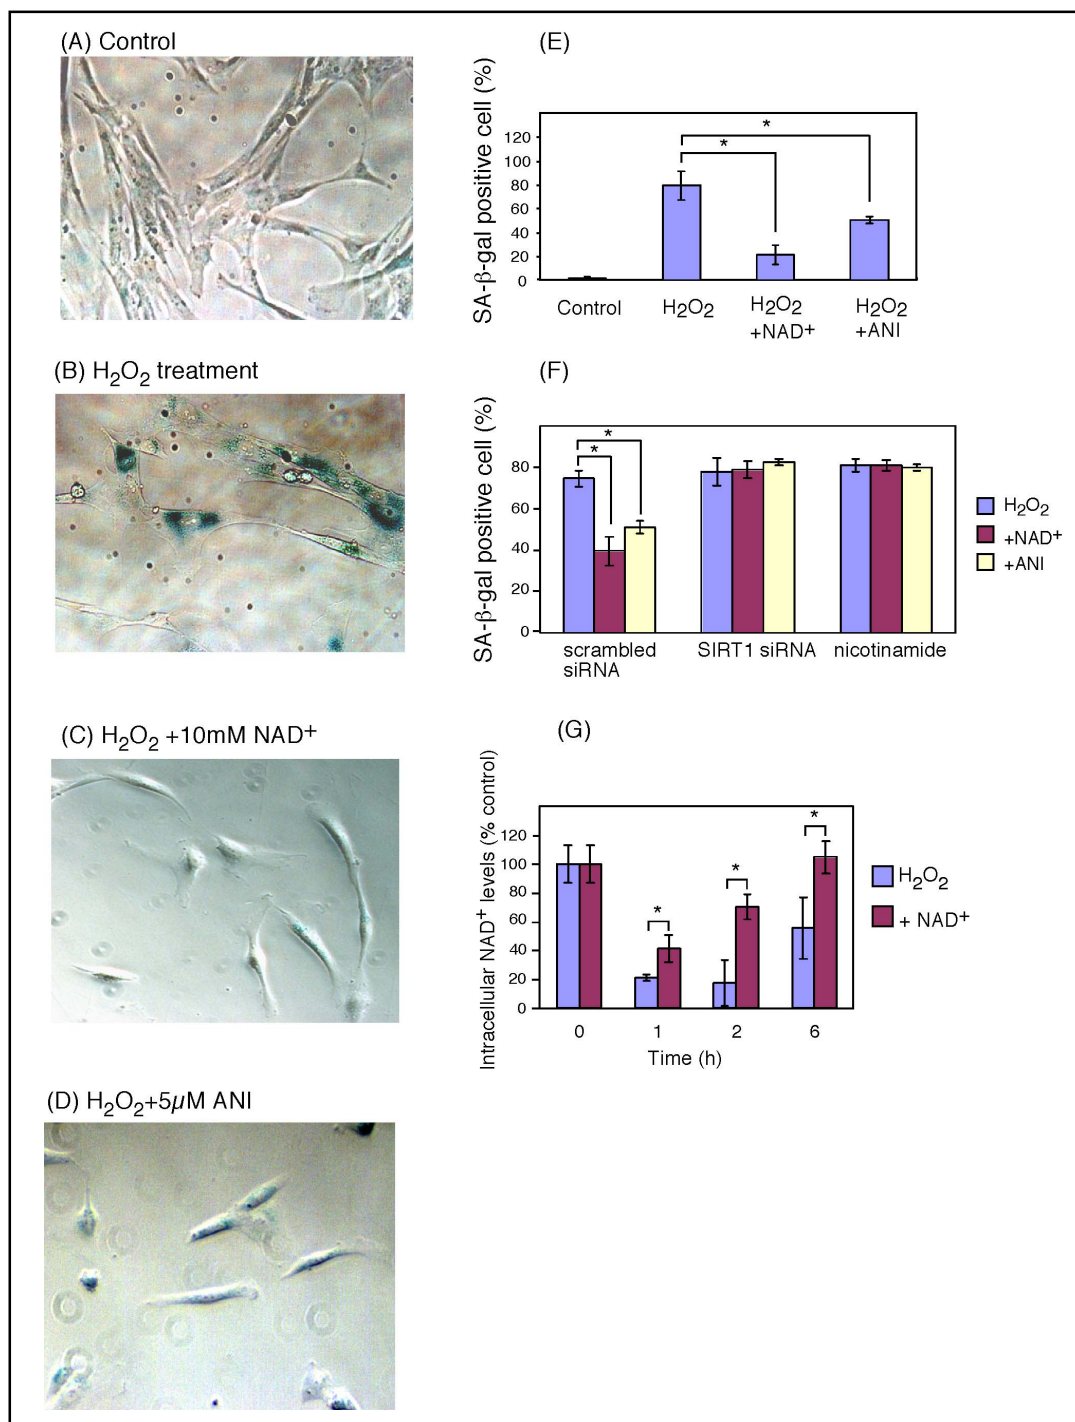 (A) Control
(B) H2O2 treatment
(C) H2O2 +10mM NAD+
(D) H2O2+5μM ANI
(E)
SA-β-gal positive cell (%)
120
100
80
60
40
20
0
Control
H2O2
H2O2
+NAD+
H2O2
+ANI
*
*
(F)
SA-β-gal positive cell (%)
80
60
40
20
0
*
*
scrambled
siRNA
SIRT1 siRNA
nicotinamide
H2O2
+NAD+
+ANI
(G)
Intracellular NAD+ levels (% control)
120
100
80
60
40
20
0
*
*
*
0
1
2
6
Time (h)
H2O2
+ NAD+